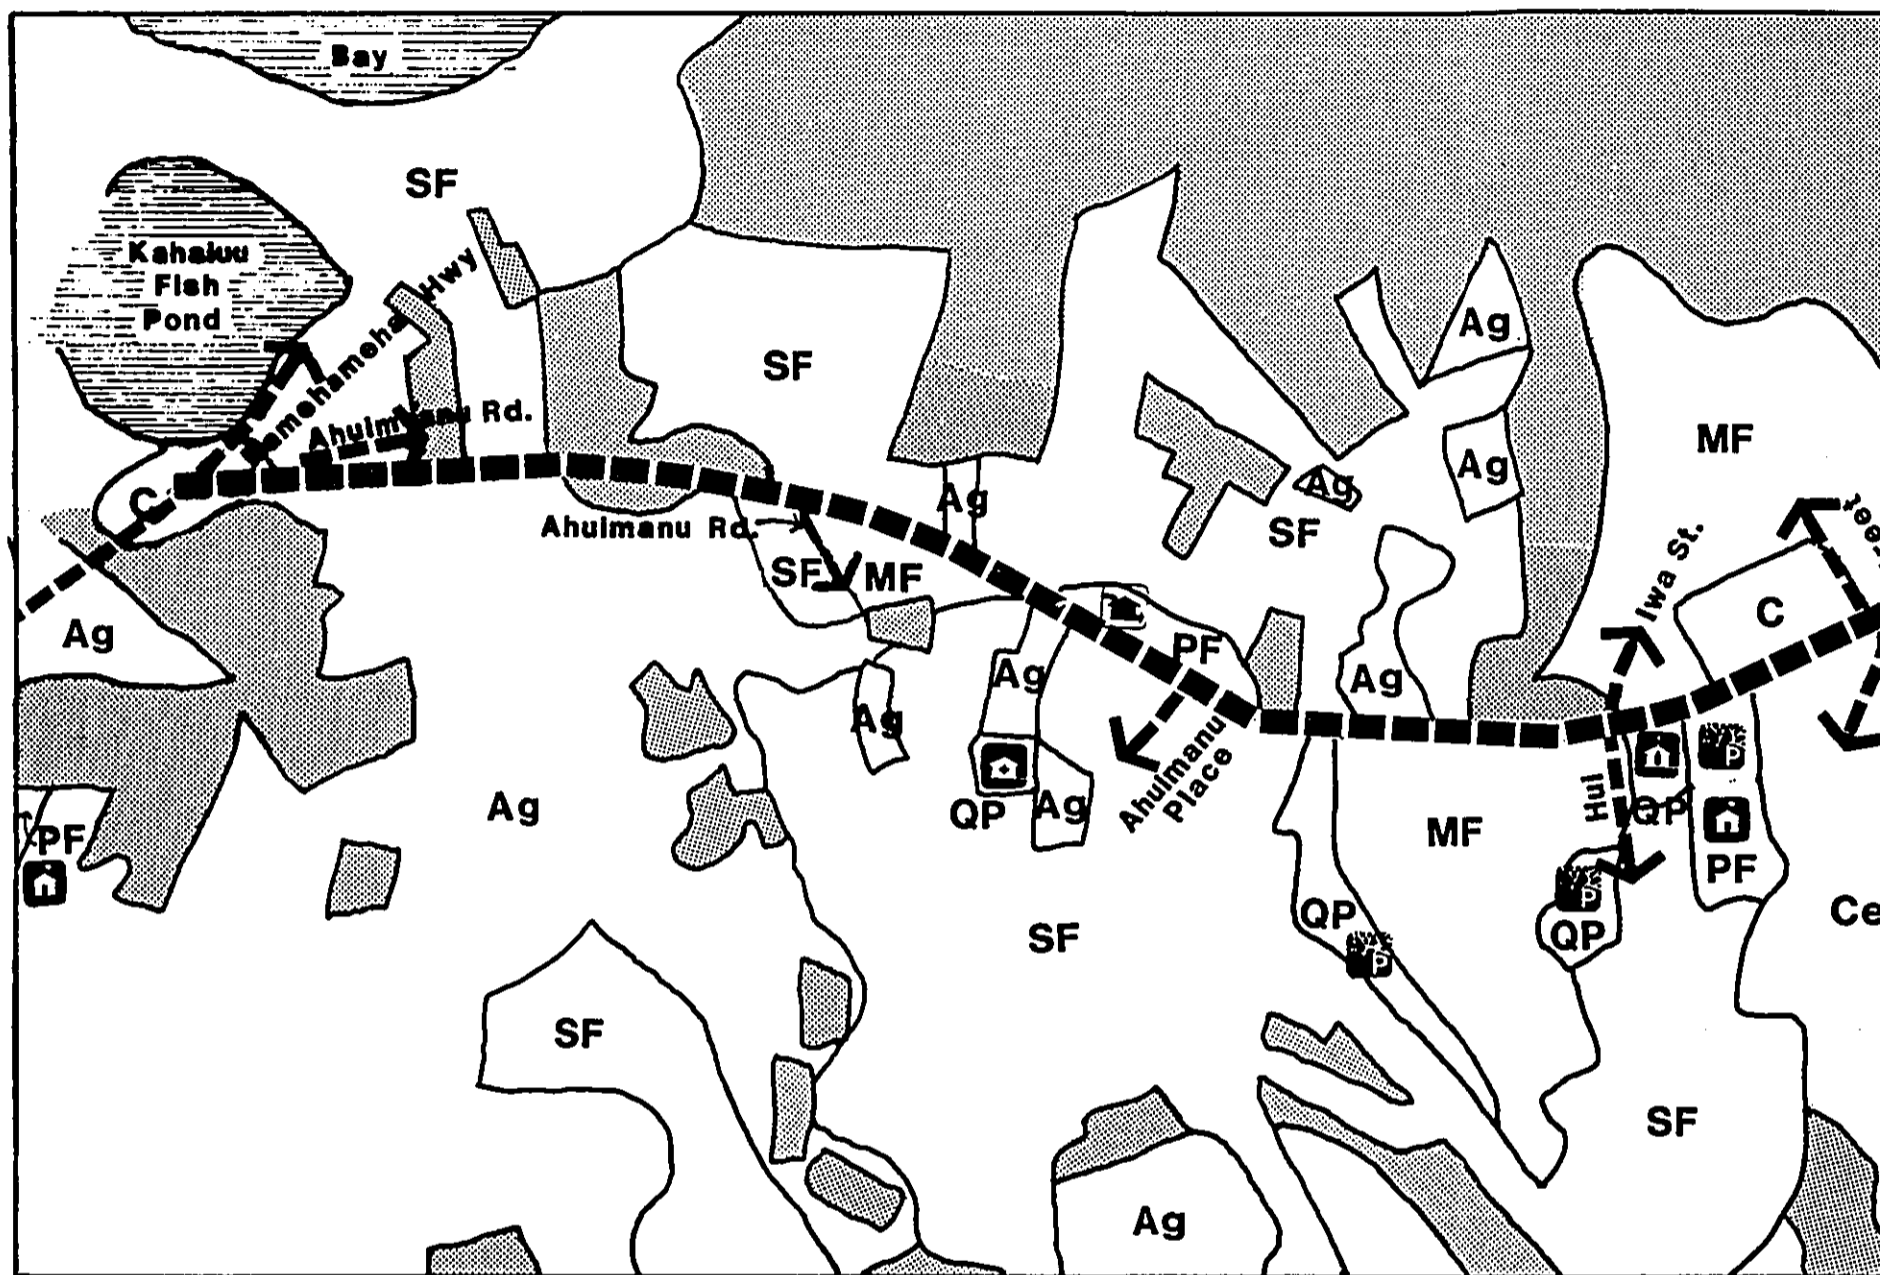 Bay
SF
Kahaluu
Fish
Pond
Kamehameha Hwy
Ag
SF
Ahuimanu Rd.
MF
Ag
Ag
C
Ag
Ahuimanu Rd.
SF
SF
MF
Iwa St.
C
Ag
PF
Ag
Ag
Ag
Ahuimanu
Place
Hui
P
QP
Ag
QP
Ag
MF
PF
PF
P
QP
QP
P
SF
SF
SF
Ag